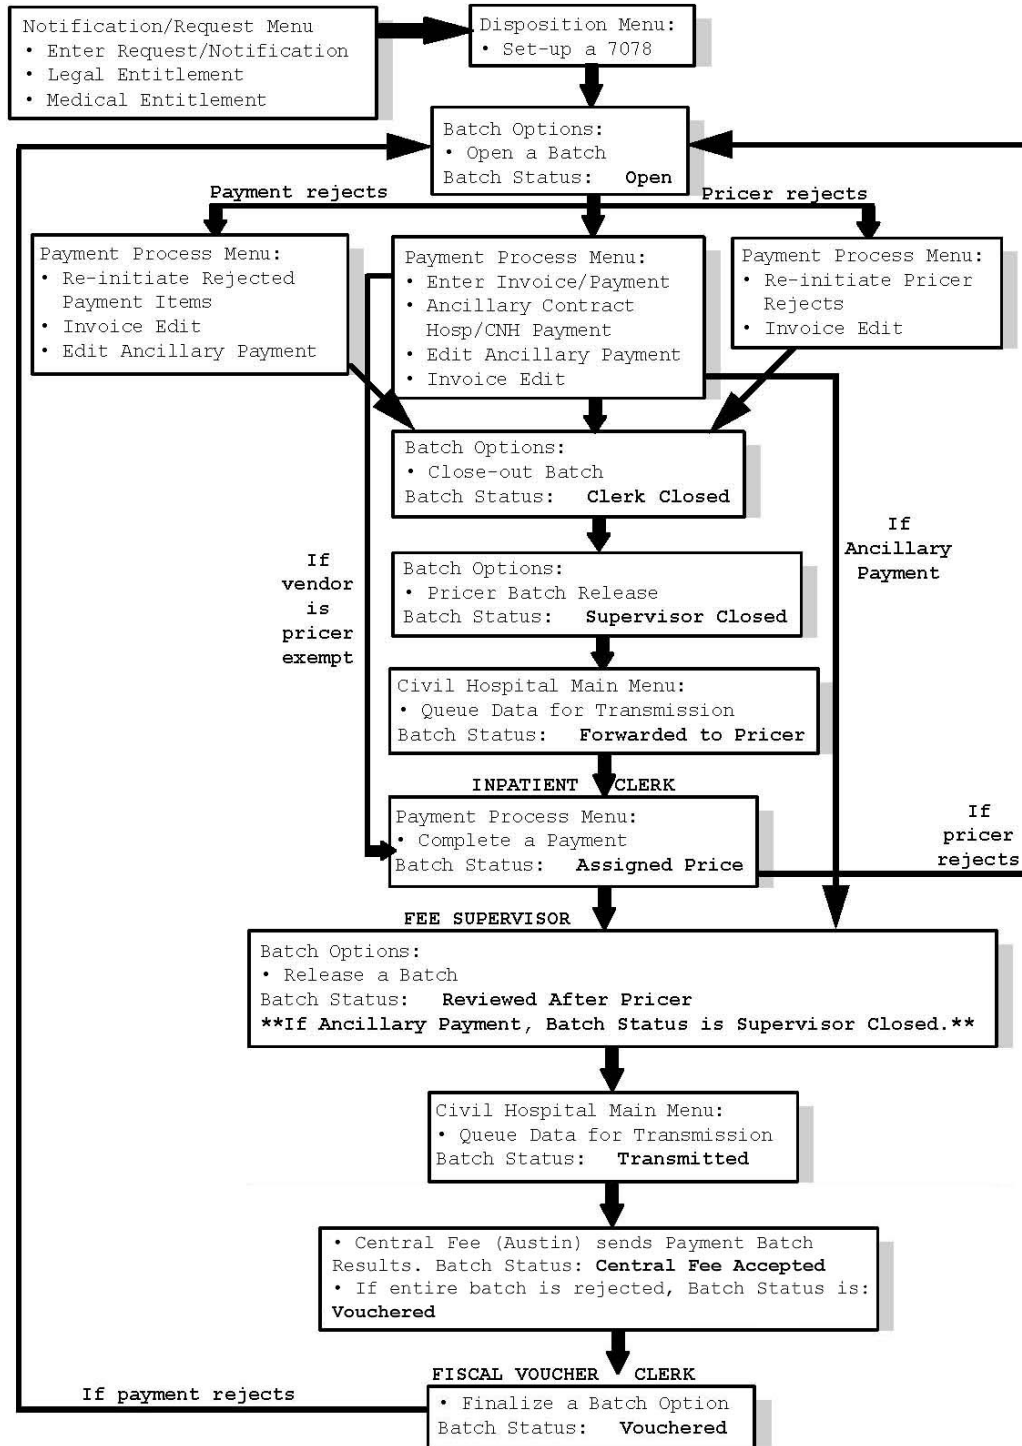 Notification/Request Menu
• Enter Request/Notification
• Legal Entitlement
• Medical Entitlement
Disposition Menu:
• Set-up a 7078
Batch Options:
• Open a Batch
Batch Status: Open
Payment rejects
Pricer rejects
Payment Process Menu:
• Re-initiate Rejected
Payment Items
• Invoice Edit
• Edit Ancillary Payment
Payment Process Menu:
• Enter Invoice/Payment
• Ancillary Contract
Hosp/CNH Payment
• Edit Ancillary Payment
• Invoice Edit
Payment Process Menu:
• Re-initiate Pricer
Rejects
• Invoice Edit
Batch Options:
• Close-out Batch
Batch Status: Clerk Closed
If
vendor
is
pricer
exempt
If
Ancillary
Payment
Batch Options:
• Pricer Batch Release
Batch Status: Supervisor Closed
Civil Hospital Main Menu:
• Queue Data for Transmission
Batch Status: Forwarded to Pricer
INPATIENT CLERK
Payment Process Menu:
• Complete a Payment
Batch Status: Assigned Price
If
pricer
rejects
FEE SUPERVISOR
Batch Options:
• Release a Batch
Batch Status: Reviewed After Pricer
**If Ancillary Payment, Batch Status is Supervisor Closed.**
Civil Hospital Main Menu:
• Queue Data for Transmission
Batch Status: Transmitted
• Central Fee (Austin) sends Payment Batch
Results. Batch Status: Central Fee Accepted
• If entire batch is rejected, Batch Status is:
Vouchered
FISCAL VOUCHER CLERK
If payment rejects
• Finalize a Batch Option
Batch Status: Vouchered